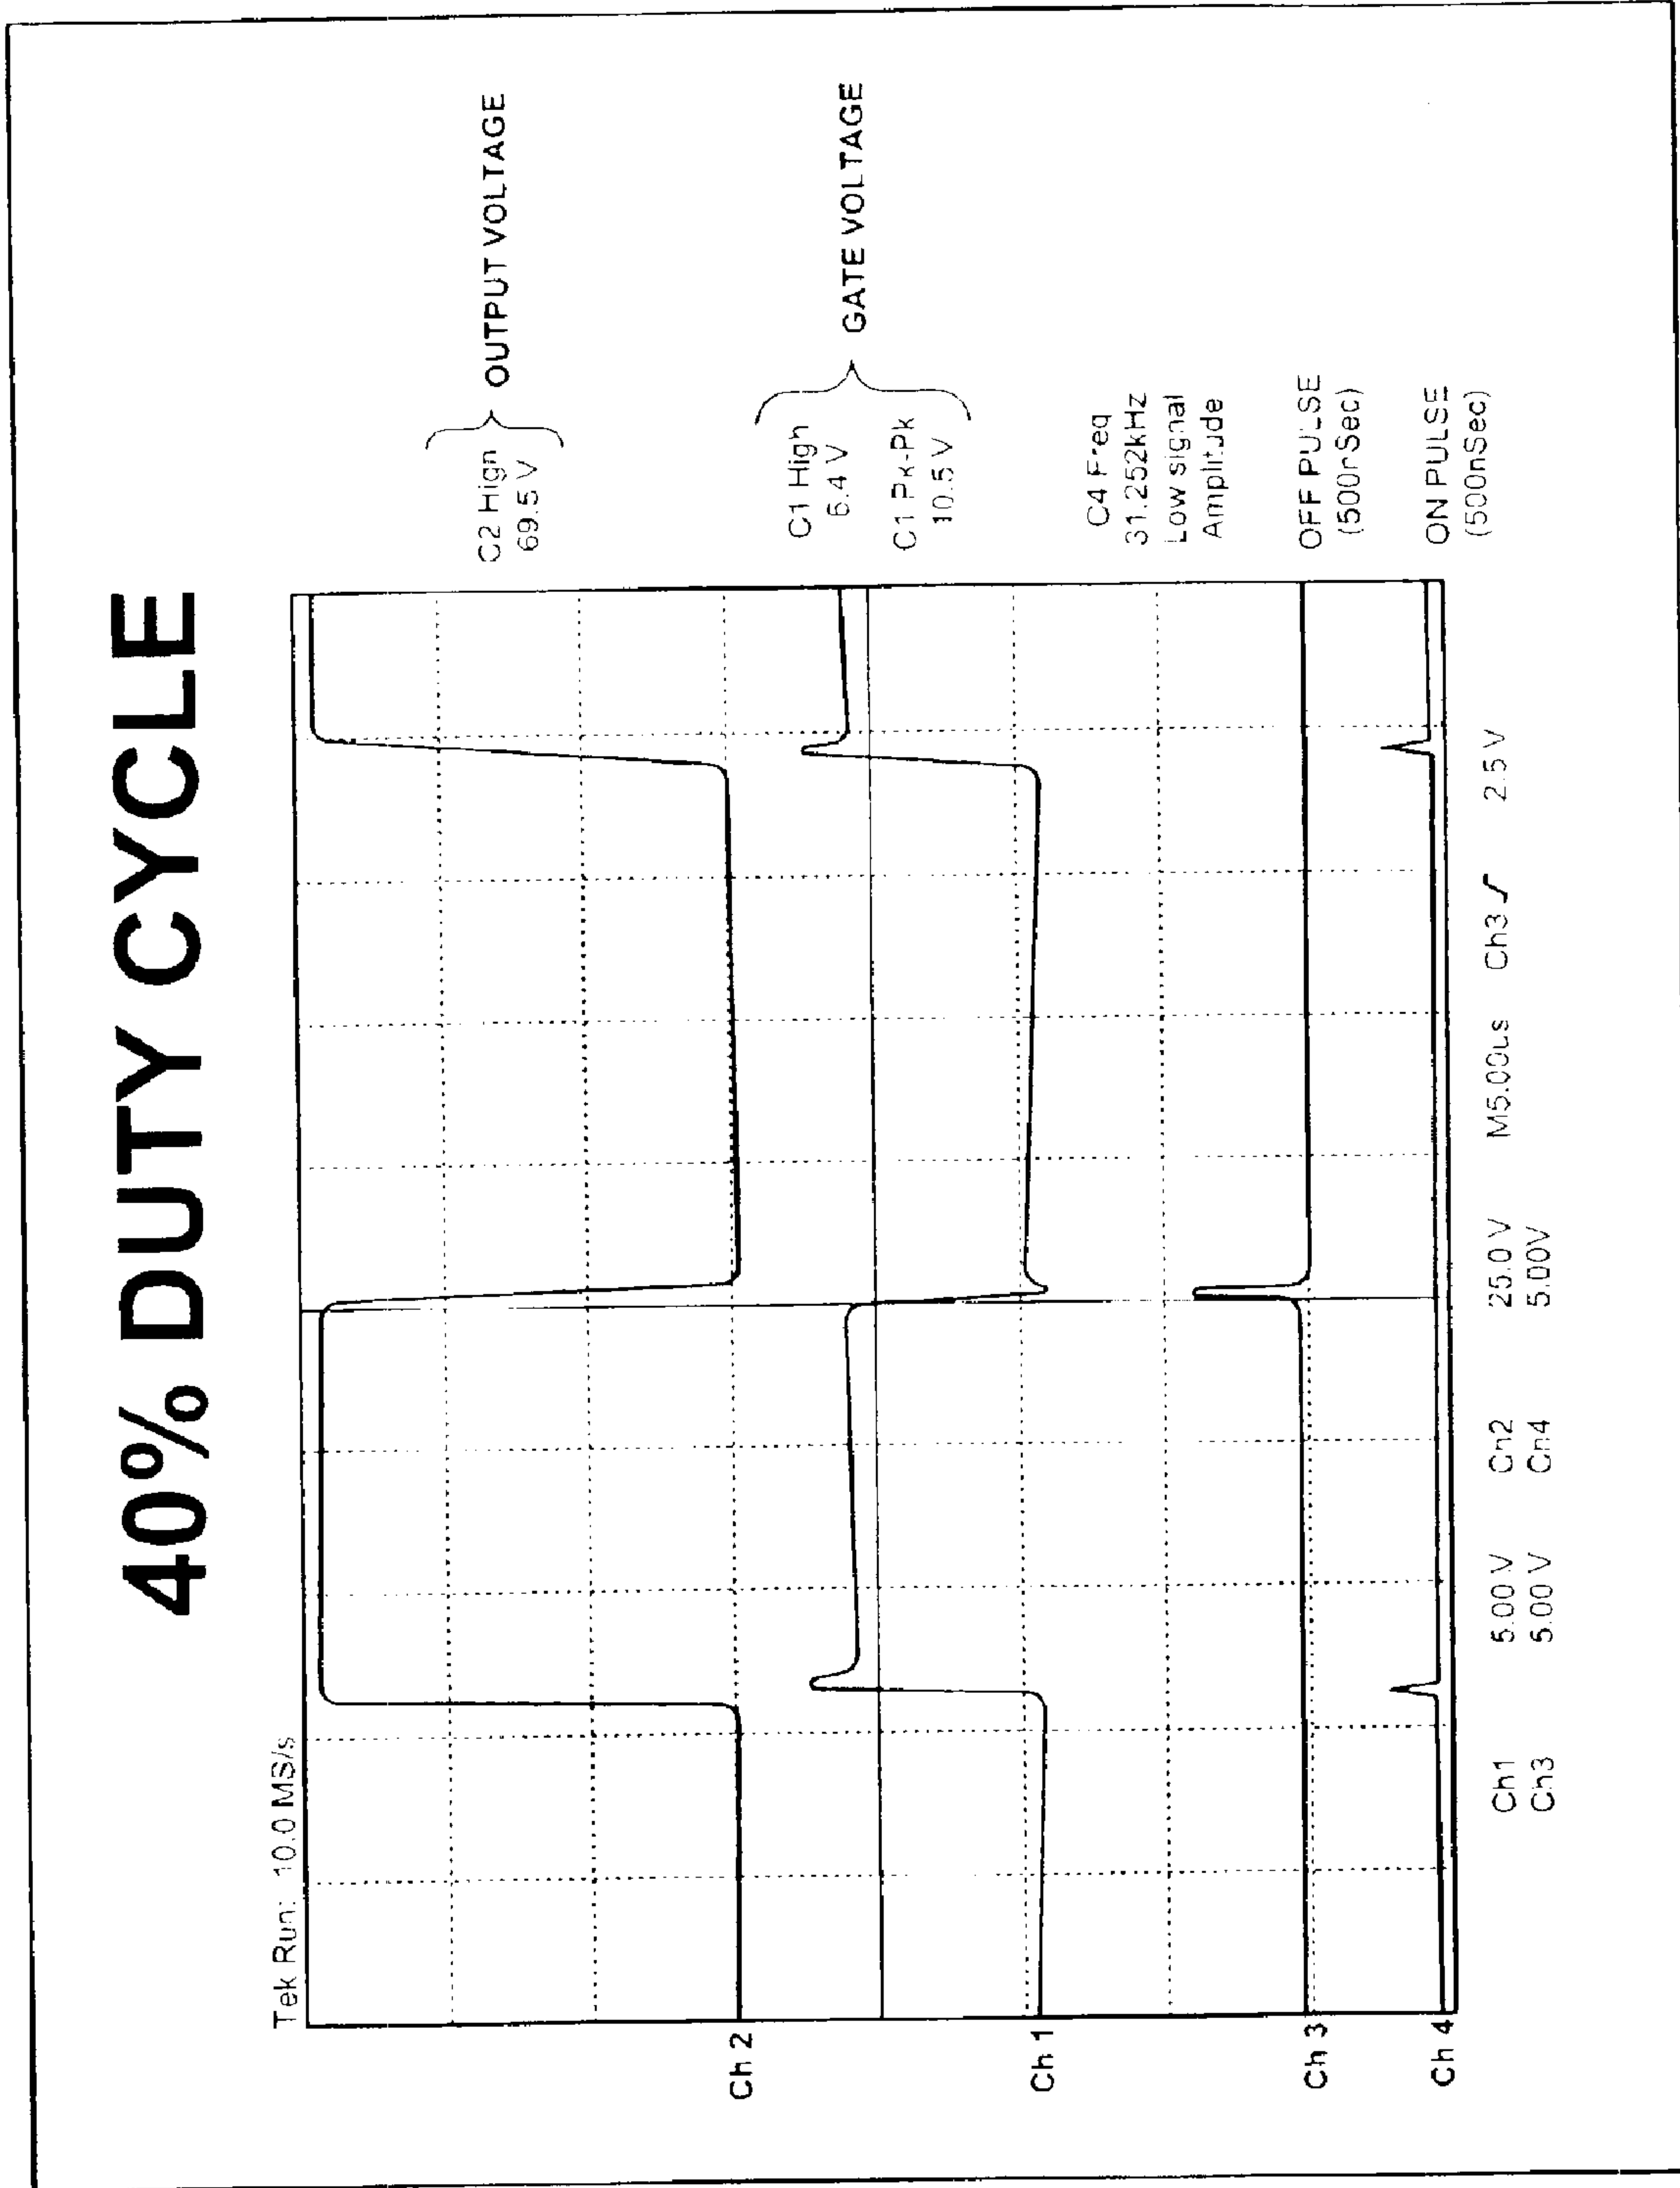 40% DUTY CYCLE
Tek Run: 10.0 MS/s
C2 High
69.5 V
OUTPUT VOLTAGE
C1 High
6.4 V
C1 Pk-Pk
10.5 V
GATE VOLTAGE
C4 Freq
31.252kHz
Low signal
Amplitude
OFF PULSE
(500nSec)
ON PULSE
(500nSec)
Ch 2
Ch 1
Ch 3
Ch 4
Ch1 5.00 V Ch2 25.0 V M5.00us Ch3 2.5 V
Ch3 5.00 V Ch4 5.00V